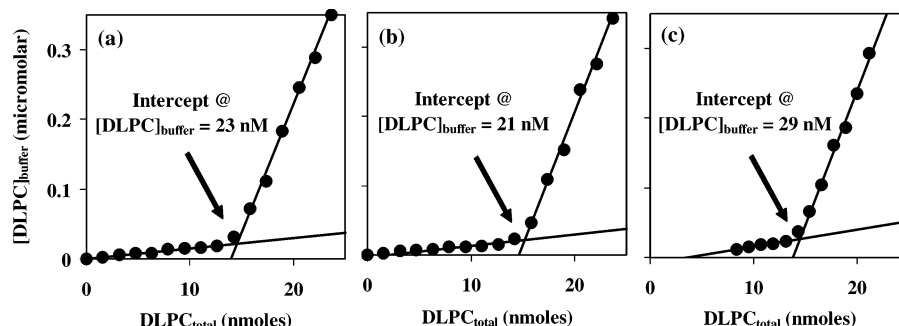 [DLPC]buffer (micromolar)
0.3
0.2
0.1
0
(a)
Intercept @
[DLPC]buffer = 23 nM
0 10 20
DLPCtotal (nmoles)
(b)
Intercept @
[DLPC]buffer = 21 nM
0 10 20
DLPCtotal (nmoles)
(c)
Intercept @
[DLPC]buffer = 29 nM
0 10 20
DLPCtotal (nmoles)